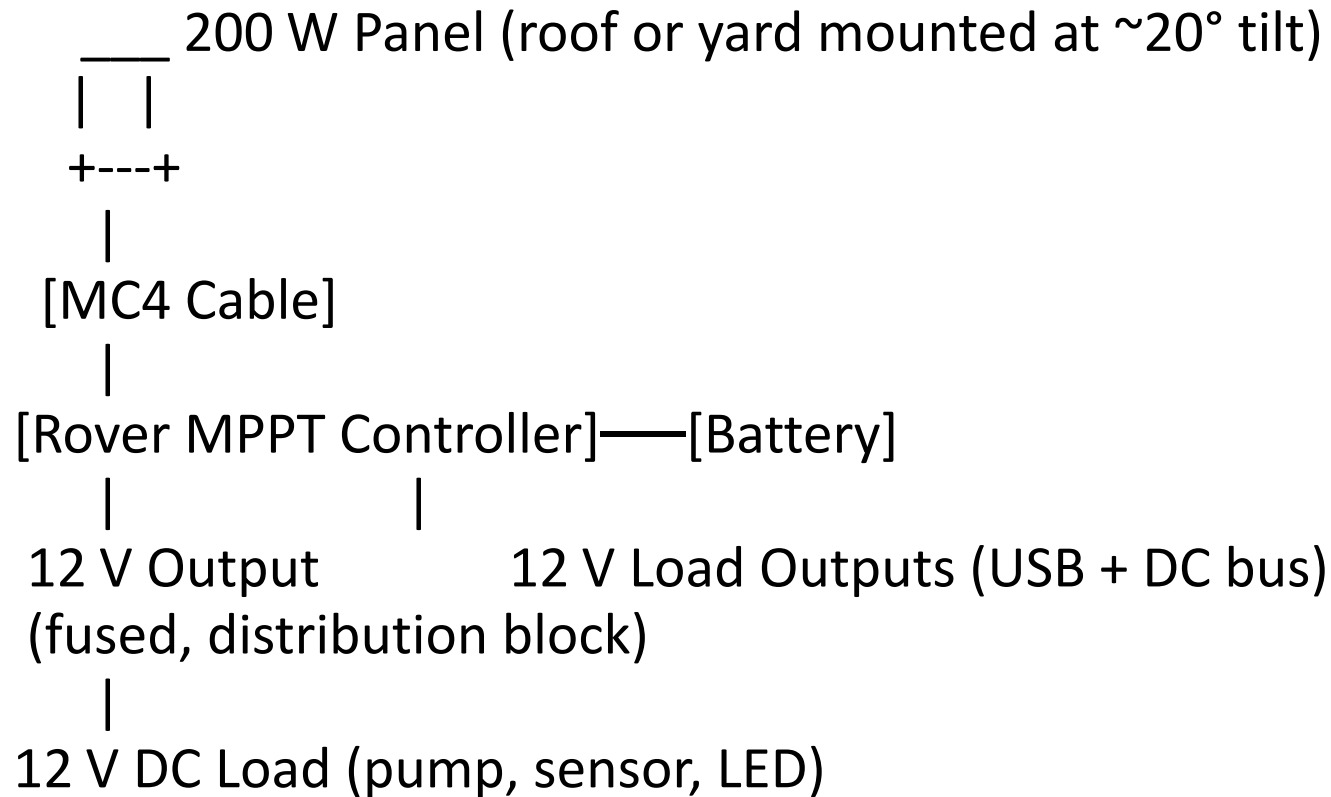 ___ 200 W Panel (roof or yard mounted at ~20° tilt)
| |
+---+
|
[MC4 Cable]
|
[Rover MPPT Controller]──[Battery]
| |
12 V Output 12 V Load Outputs (USB + DC bus)
(fused, distribution block)
|
12 V DC Load (pump, sensor, LED)